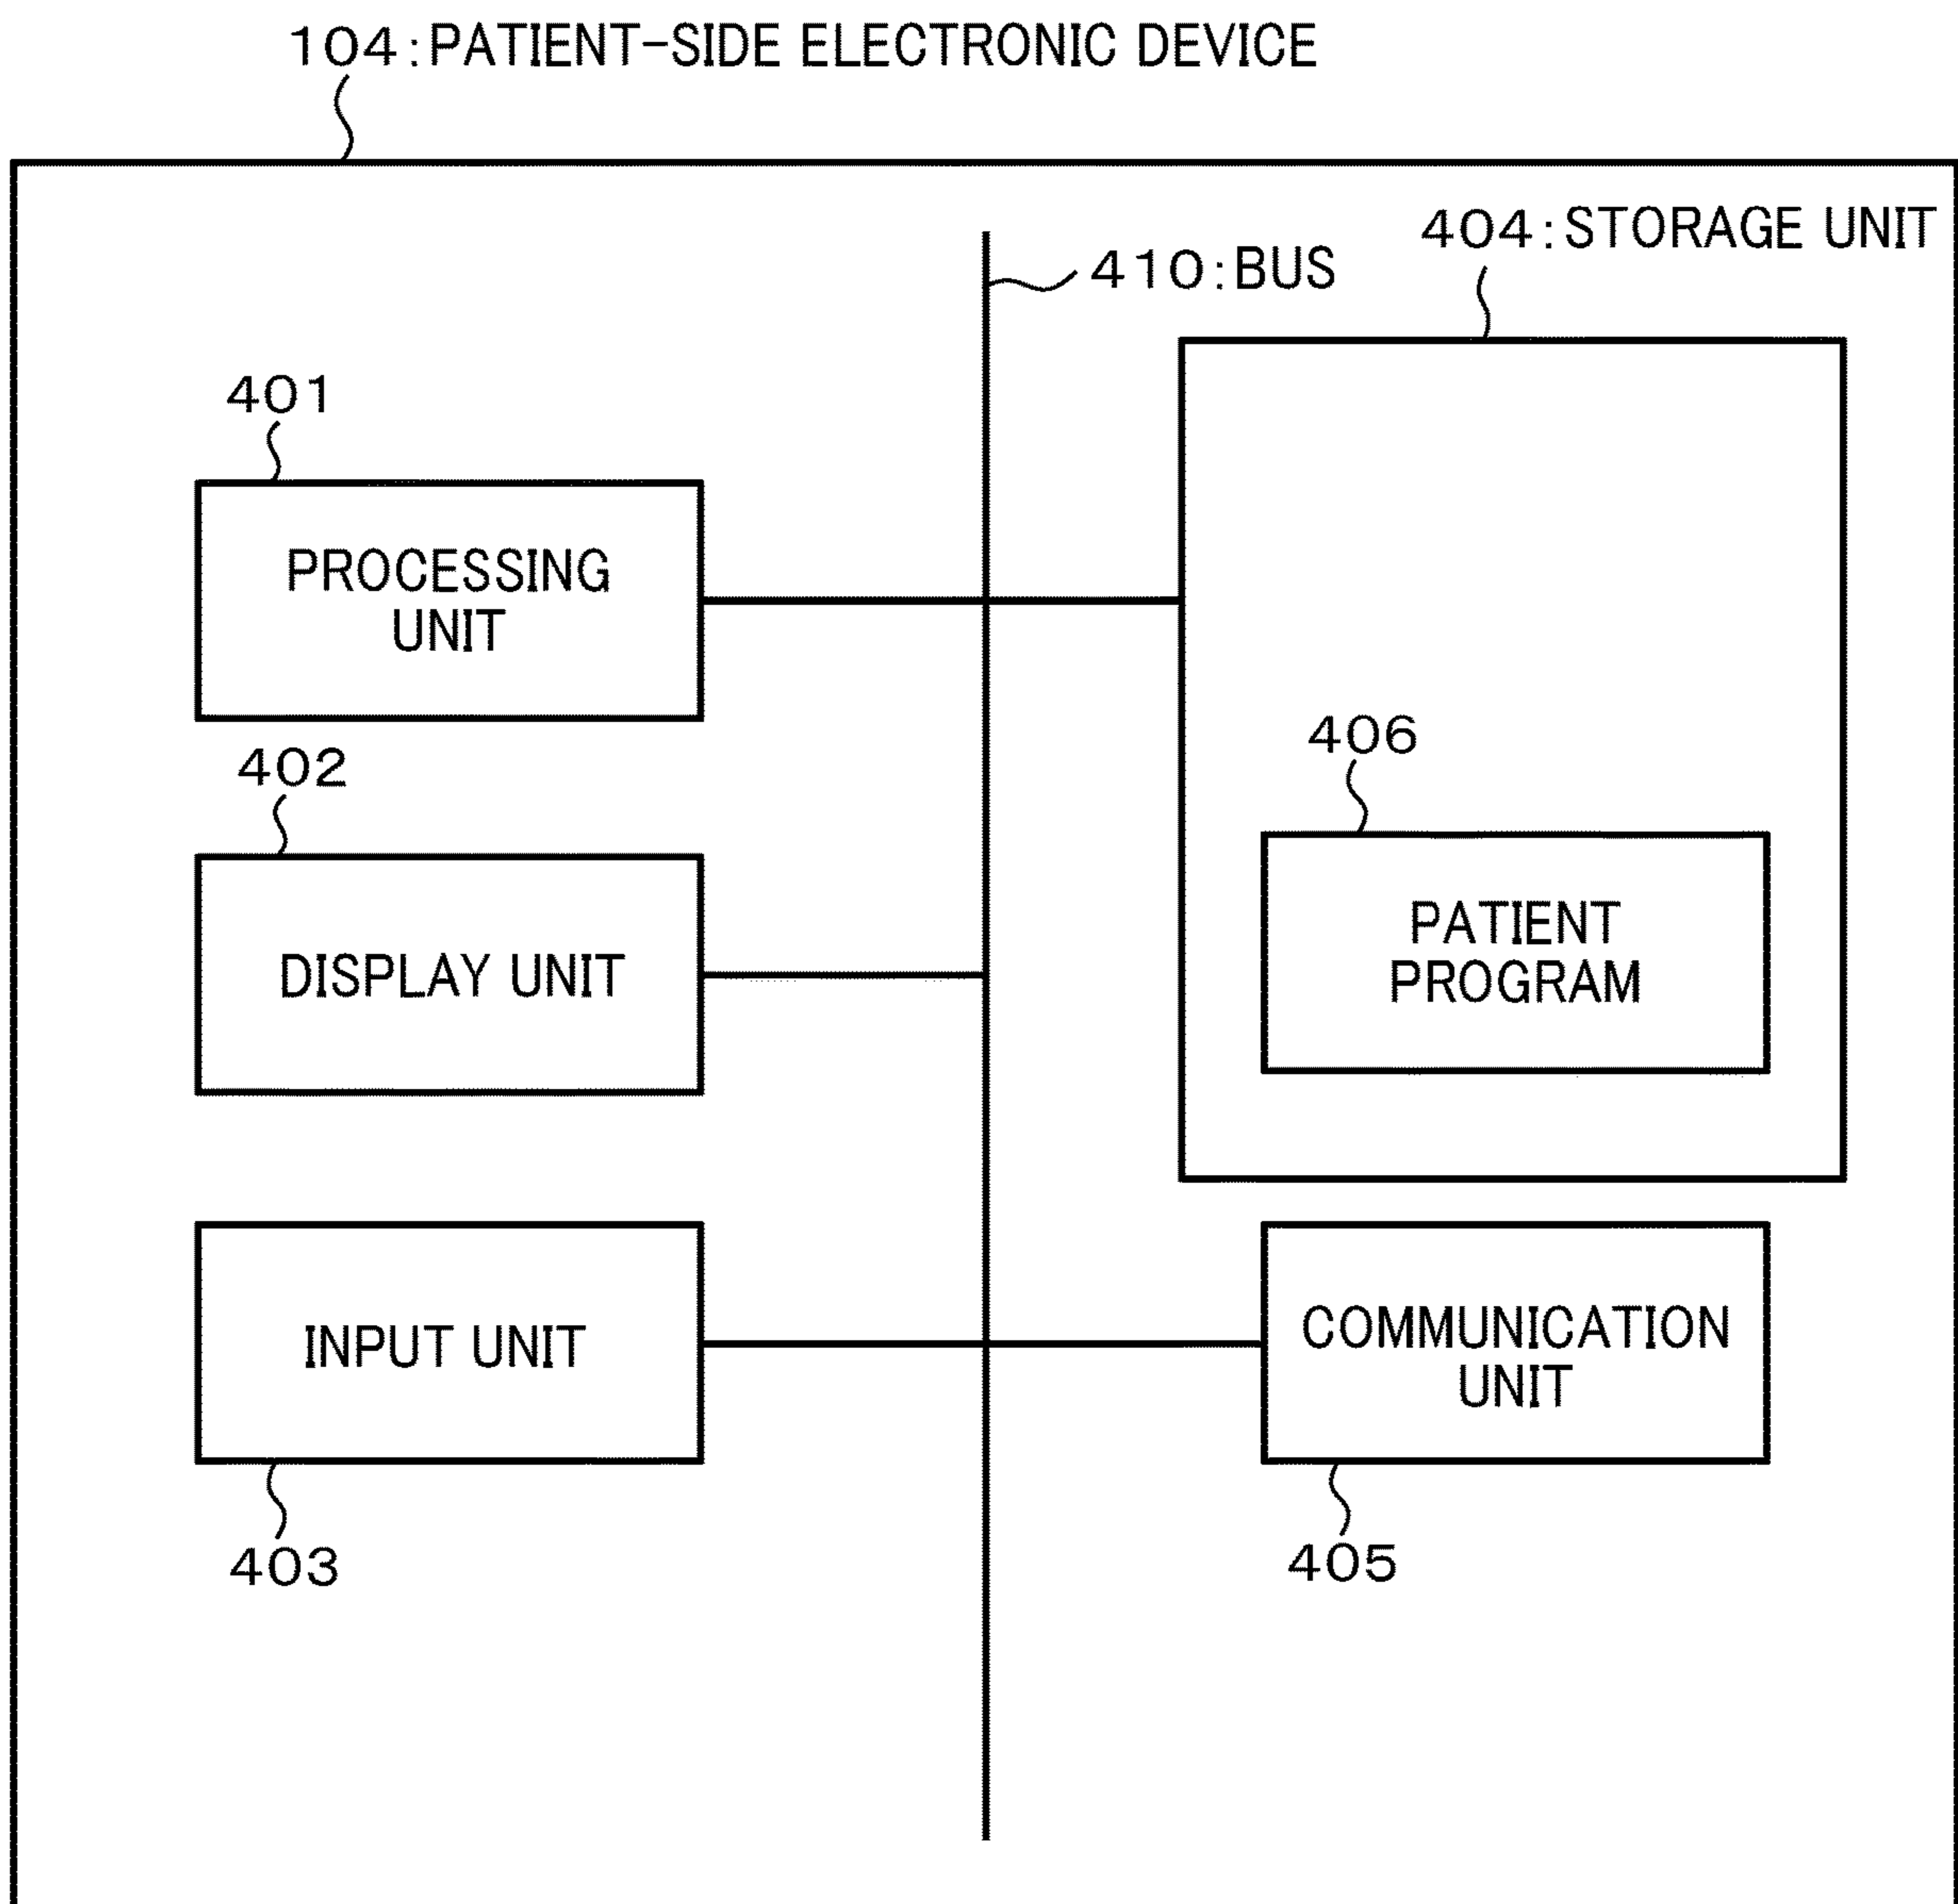 104:PATIENT-SIDE ELECTRONIC DEVICE
404:STORAGE UNIT
410:BUS
401
PROCESSING
UNIT
402
DISPLAY UNIT
406
PATIENT
PROGRAM
INPUT UNIT
403
COMMUNICATION
UNIT
405